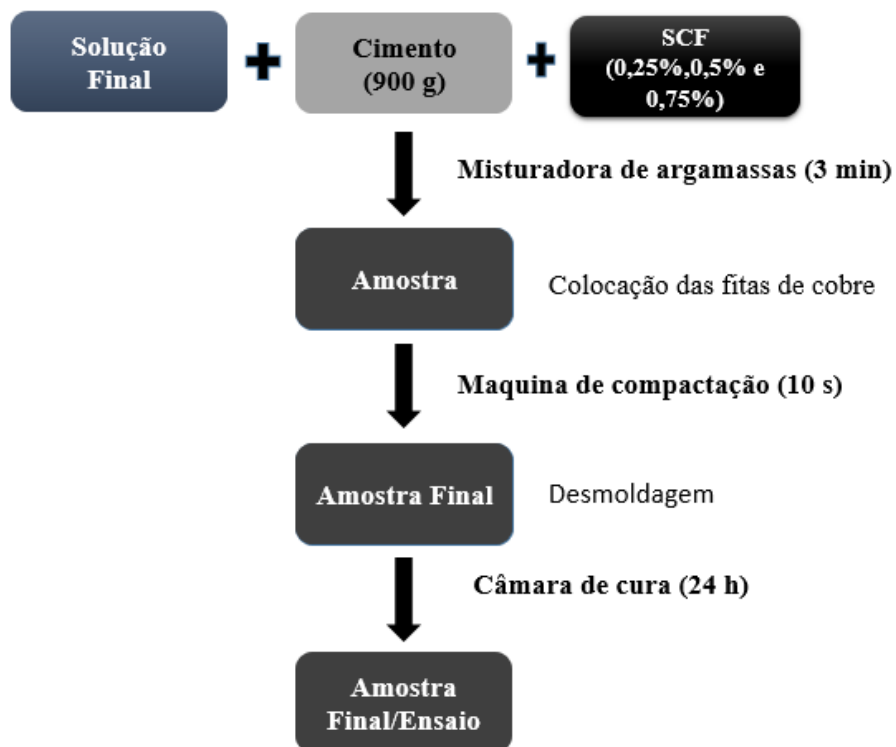 Solução
Final
Cimento
(900 g)
SCF
(0,25%,0,5% e
0,75%)
Misturadora de argamassas (3 min)
Amostra
Colocação das fitas de cobre
Maquina de compactação (10 s)
Amostra Final
Desmoldagem
Câmara de cura (24 h)
Amostra
Final/Ensaio